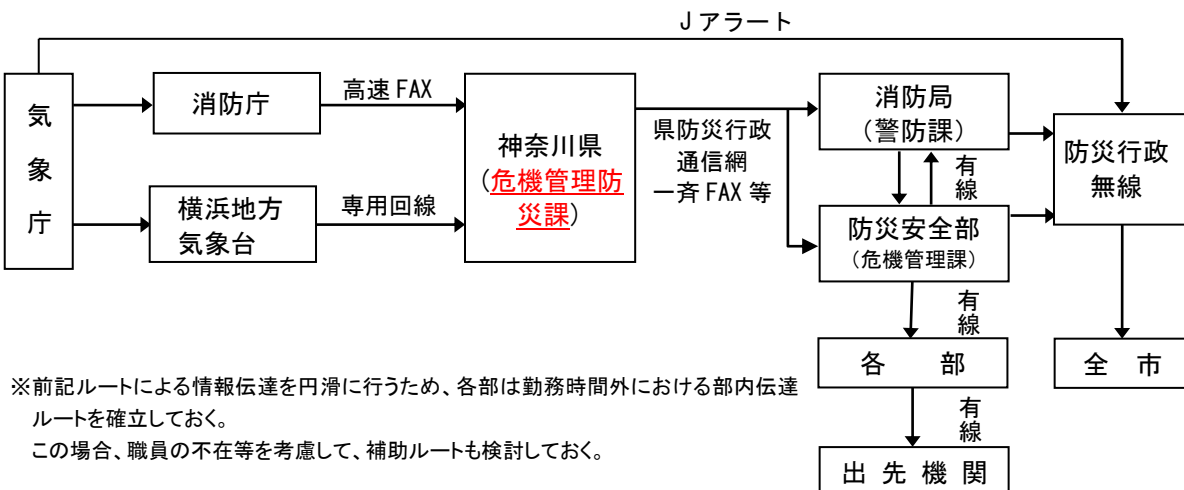 Jアラート
気
象
庁
消防庁
高速 FAX
横浜地方
気象台
専用回線
神奈川県
(危機管理防
災課)
県防災行政
通信網
一斉 FAX 等
消防局
(警防課)
有
線
防災安全部
(危機管理課)
防災行政
無線
有
線
各 部
全 市
有
線
出 先 機 関
※前記ルートによる情報伝達を円滑に行うため、各部は勤務時間外における部内伝達
ルートを確立しておく。
この場合、職員の不在等を考慮して、補助ルートも検討しておく。